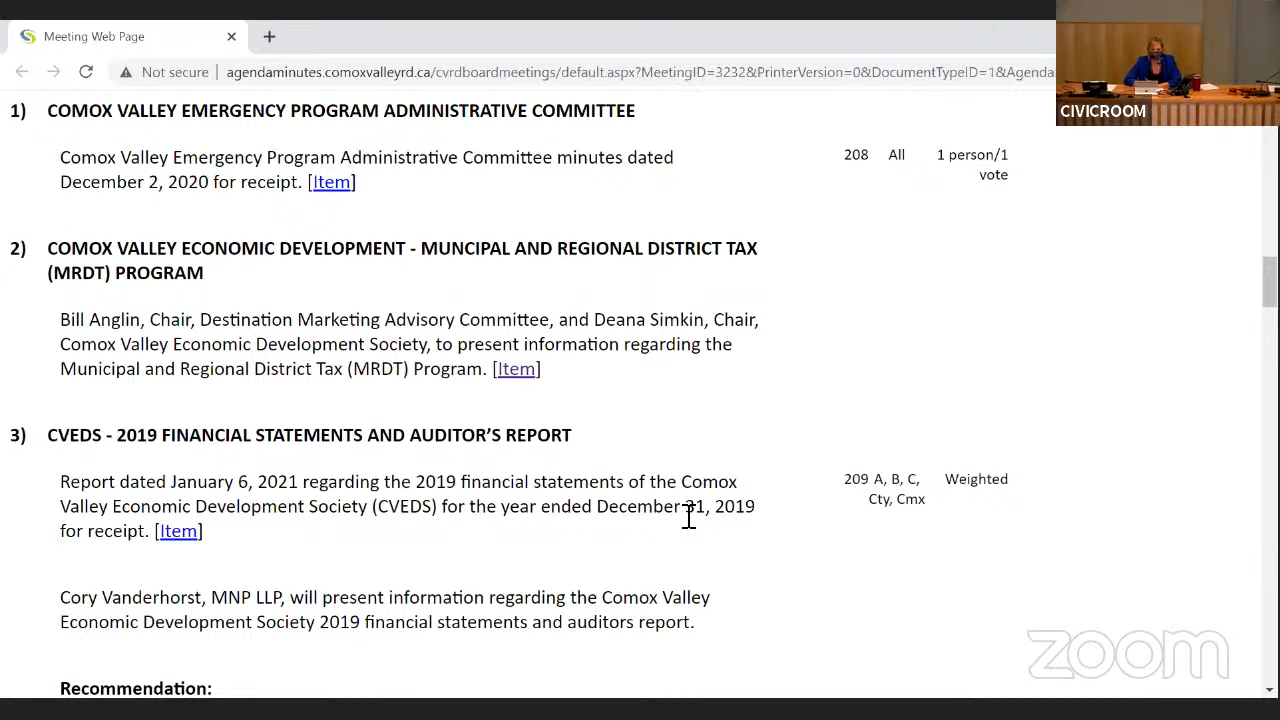 Meeting Web Page
Not secure
agendaminutes.comoxvalleyrd.ca/cvrdboardmeetings/default.aspx?MeetingID=3232&PrinterVersion=0&DocumentTypeID=1&Agenda
CIVICROOM
1) COMOX VALLEY EMERGENCY PROGRAM ADMINISTRATIVE COMMITTEE
Comox Valley Emergency Program Administrative Committee minutes dated
December 2, 2020 for receipt. [Item]
208 All 1 person/1
vote
2) COMOX VALLEY ECONOMIC DEVELOPMENT - MUNCIPAL AND REGIONAL DISTRICT TAX
(MRDT) PROGRAM
Bill Anglin, Chair, Destination Marketing Advisory Committee, and Deana Simkin, Chair,
Comox Valley Economic Development Society, to present information regarding the
Municipal and Regional District Tax (MRDT) Program. [Item]
3) CVEDS - 2019 FINANCIAL STATEMENTS AND AUDITOR'S REPORT
Report dated January 6, 2021 regarding the 2019 financial statements of the Comox
Valley Economic Development Society (CVEDS) for the year ended December 31, 2019
for receipt. [Item]
209 A, B, C, Weighted
Cty, Cmx
Cory Vanderhorst, MNP LLP, will present information regarding the Comox Valley
Economic Development Society 2019 financial statements and auditors report.
Recommendation:
zoom